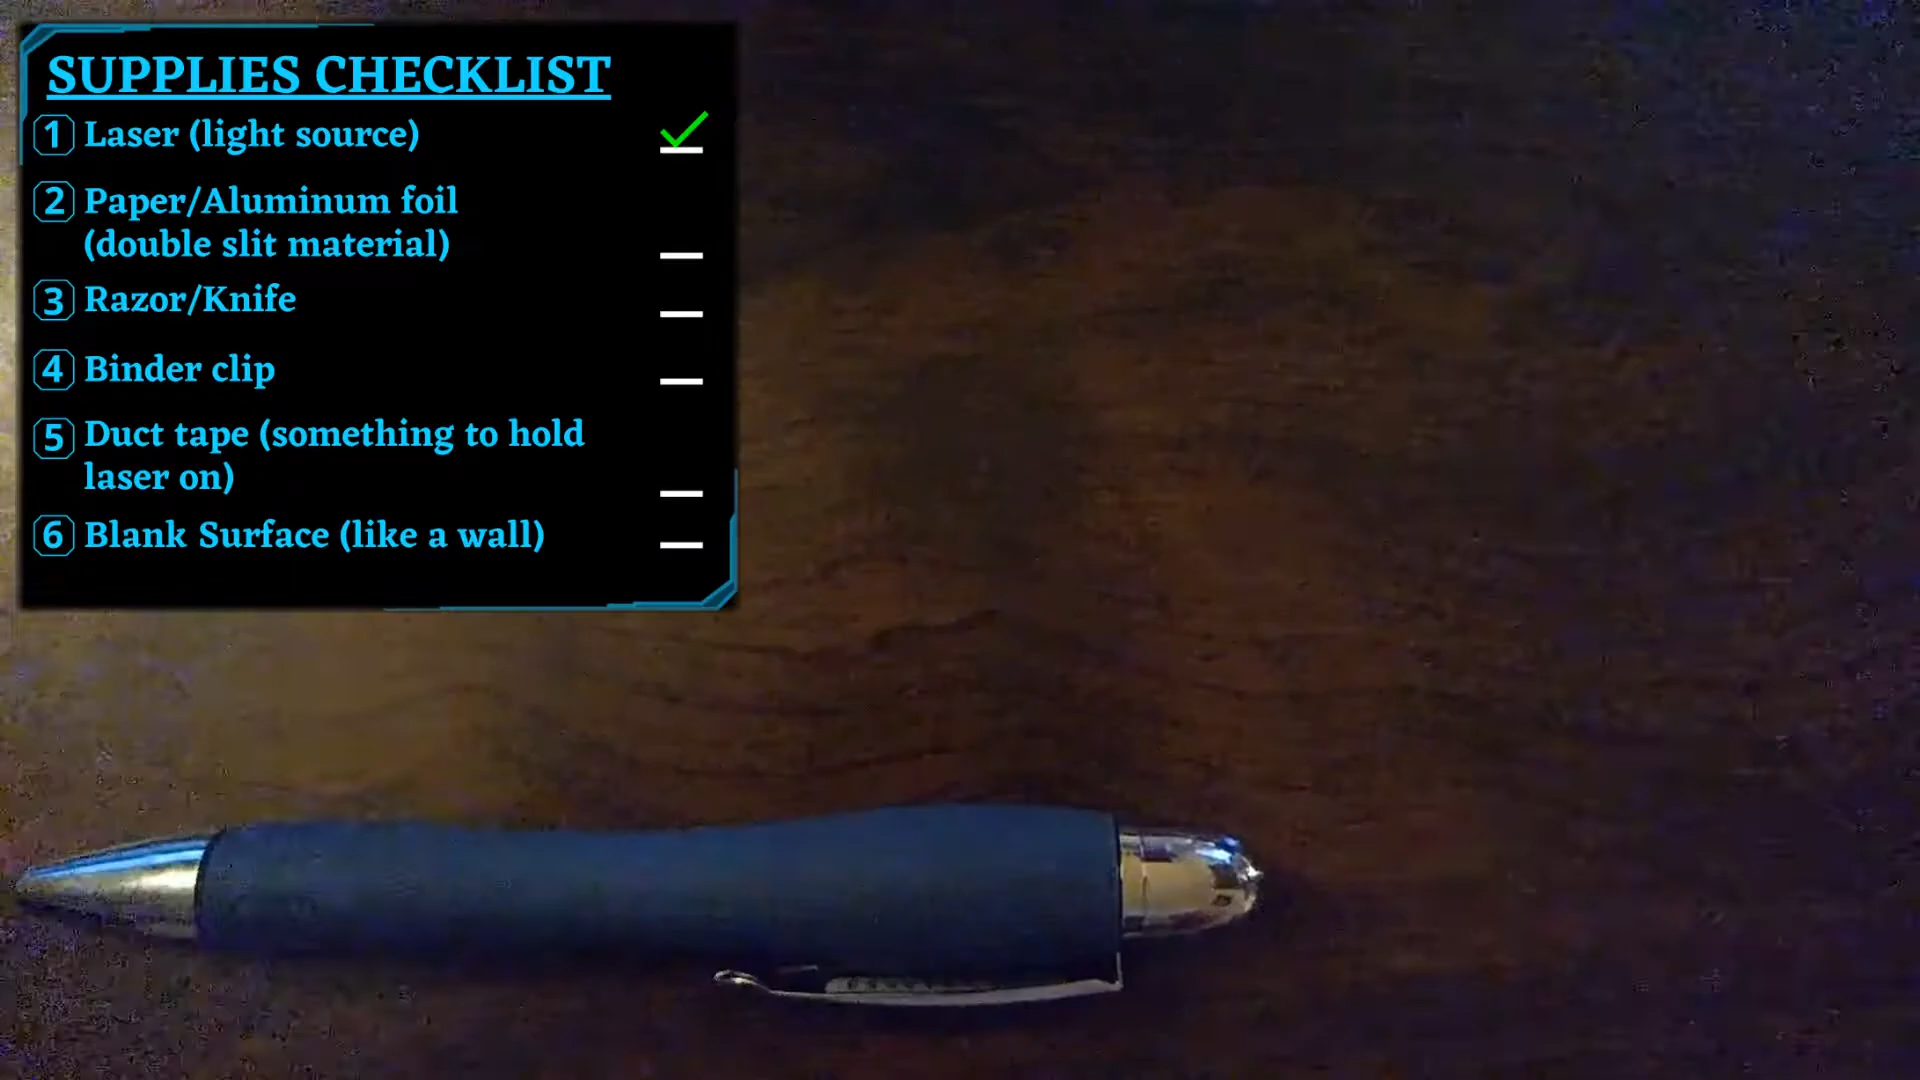 SUPPLIES CHECKLIST
1 Laser (light source)
2 Paper/Aluminum foil
(double slit material)
3 Razor/Knife
4 Binder clip
5 Duct tape (something to hold
laser on)
6 Blank Surface (like a wall)